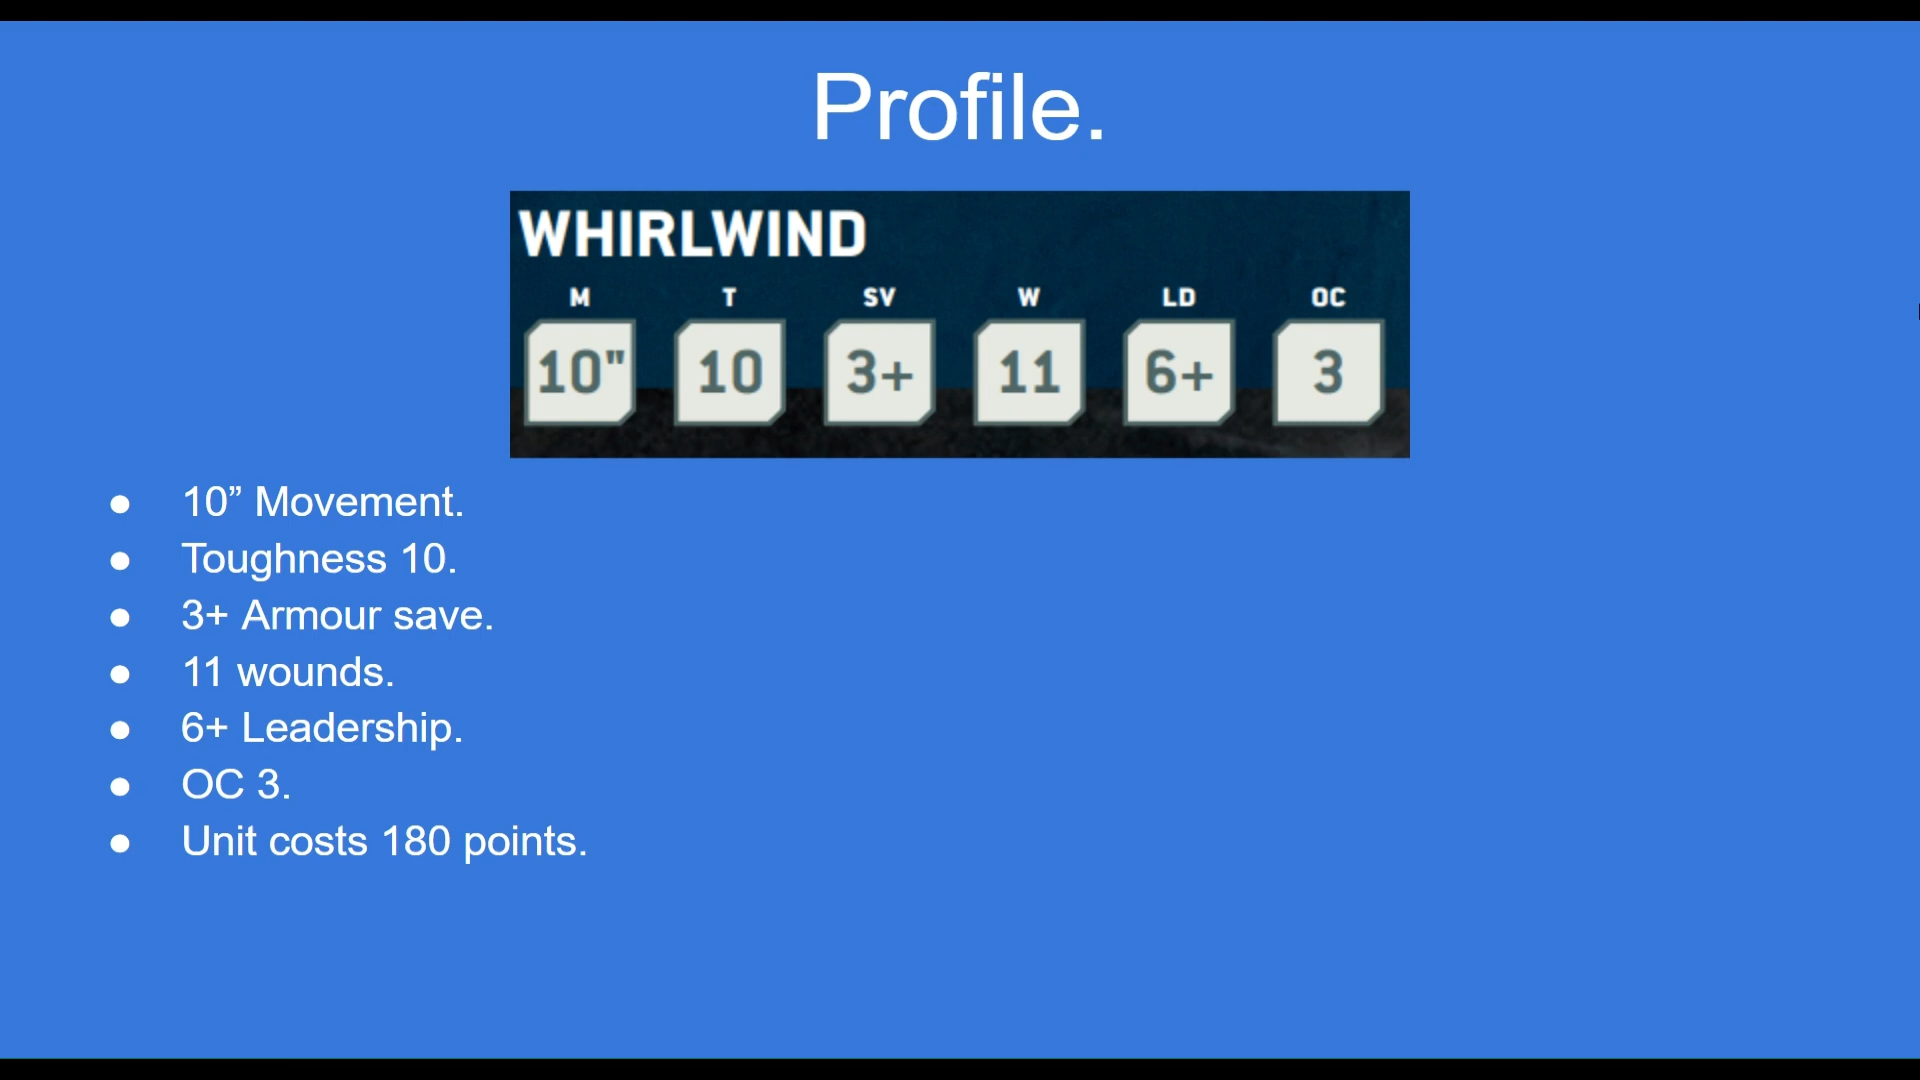 Profile.
WHIRLWIND
M T SV W LD OC
10" 10 3+ 11 6+ 3
● 10” Movement.
● Toughness 10.
● 3+ Armour save.
● 11 wounds.
● 6+ Leadership.
● OC 3.
● Unit costs 180 points.